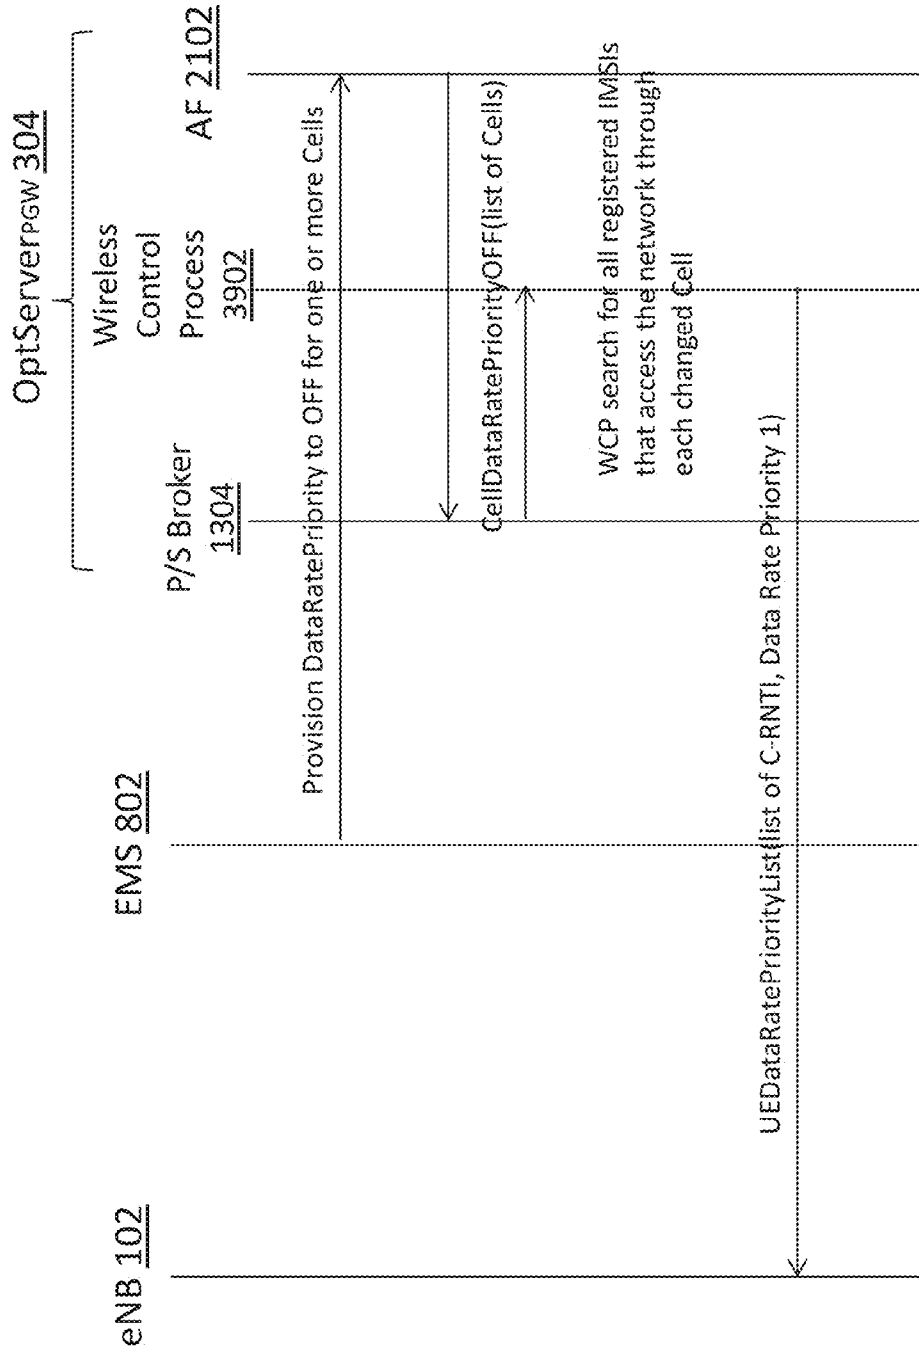 OptServerPGW 304
eNB 102
EMS 802
P/S Broker
1304
Wireless
Control
Process
3902
AF 2102
Provision DataRatePriority to OFF for one or more Cells
CellDataRatePriorityOFF(list of Cells)
WCP search for all registered IMSIs
that access the network through
each changed Cell
UEDataRatePriorityList(list of C-RNTI, Data Rate Priority 1)